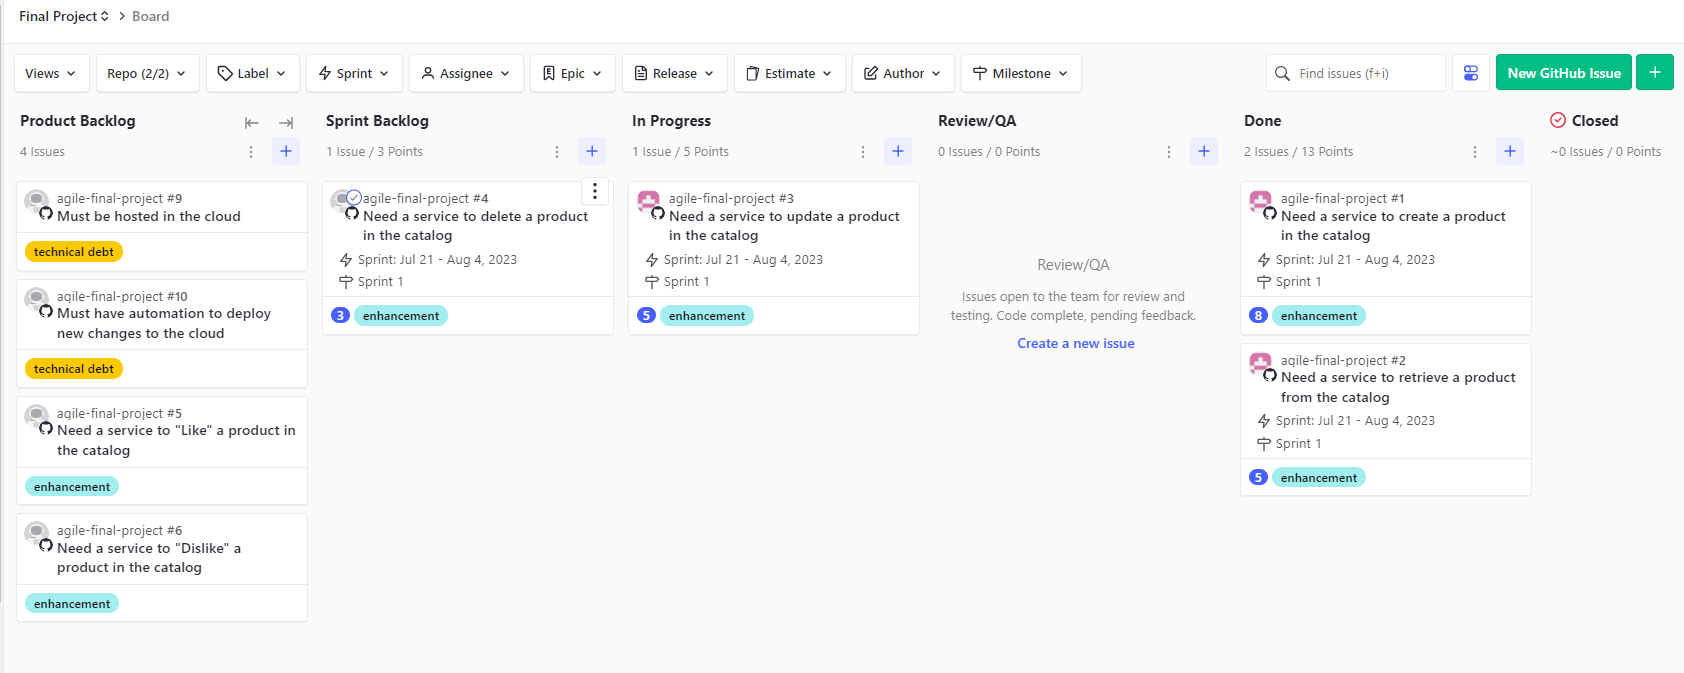 Final Project > Board
Views
Repo (2/2)
Label
Sprint
Assignee
Epic
Release
Estimate
Author
Milestone
Find issues (f+i)
New GitHub Issue
+
Product Backlog
4 Issues
+
agile-final-project #9
Must be hosted in the cloud
technical debt
agile-final-project #10
Must have automation to deploy
new changes to the cloud
technical debt
agile-final-project #5
Need a service to "Like" a product in
the catalog
enhancement
agile-final-project #6
Need a service to "Dislike" a
product in the catalog
enhancement
Sprint Backlog
1 Issue / 3 Points
+
agile-final-project #4
Need a service to delete a product
in the catalog
Sprint: Jul 21 - Aug 4, 2023
Sprint 1
3 enhancement
In Progress
1 Issue / 5 Points
+
agile-final-project #3
Need a service to update a product
in the catalog
Sprint: Jul 21 - Aug 4, 2023
Sprint 1
5 enhancement
Review/QA
0 Issues / 0 Points
+
Review/QA
Issues open to the team for review and
testing. Code complete, pending feedback.
Create a new issue
Done
2 Issues / 13 Points
+
agile-final-project #1
Need a service to create a product
in the catalog
Sprint: Jul 21 - Aug 4, 2023
Sprint 1
8 enhancement
agile-final-project #2
Need a service to retrieve a product
from the catalog
Sprint: Jul 21 - Aug 4, 2023
Sprint 1
5 enhancement
Closed
~0 Issues / 0 Points